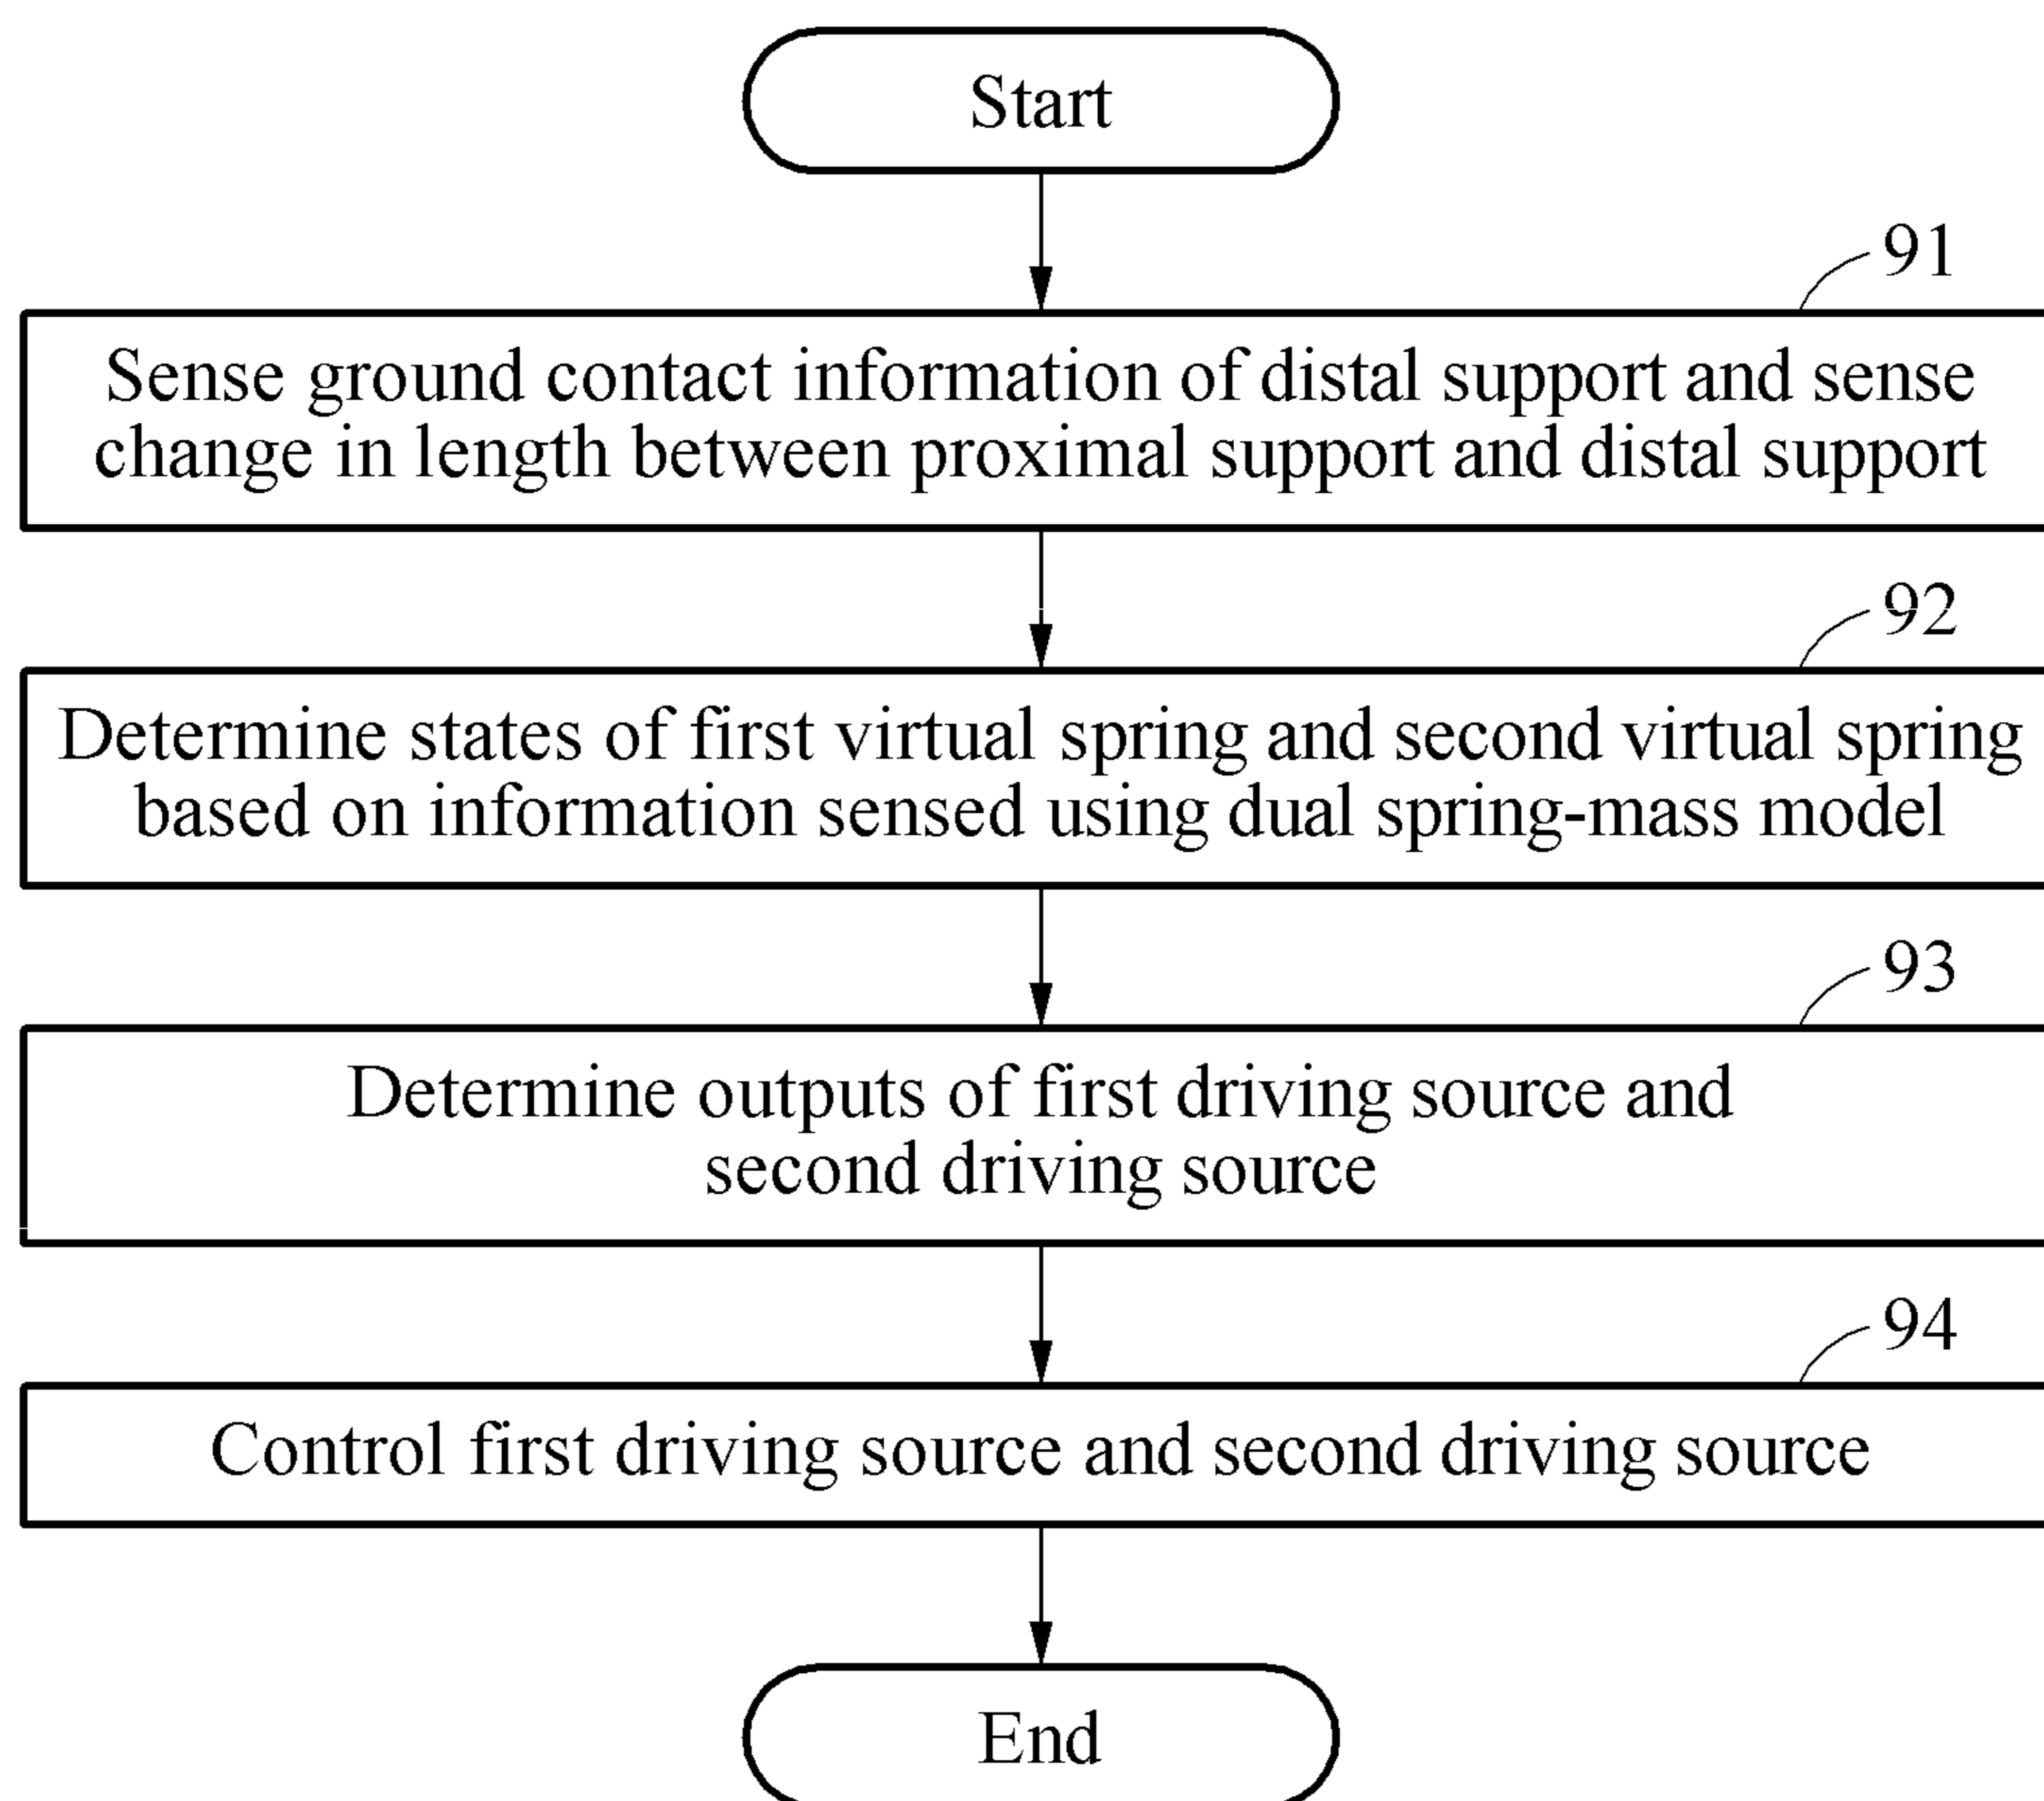 Start
91
Sense ground contact information of distal support and sense
change in length between proximal support and distal support
92
Determine states of first virtual spring and second virtual spring
based on information sensed using dual spring-mass model
93
Determine outputs of first driving source and
second driving source
94
Control first driving source and second driving source
End